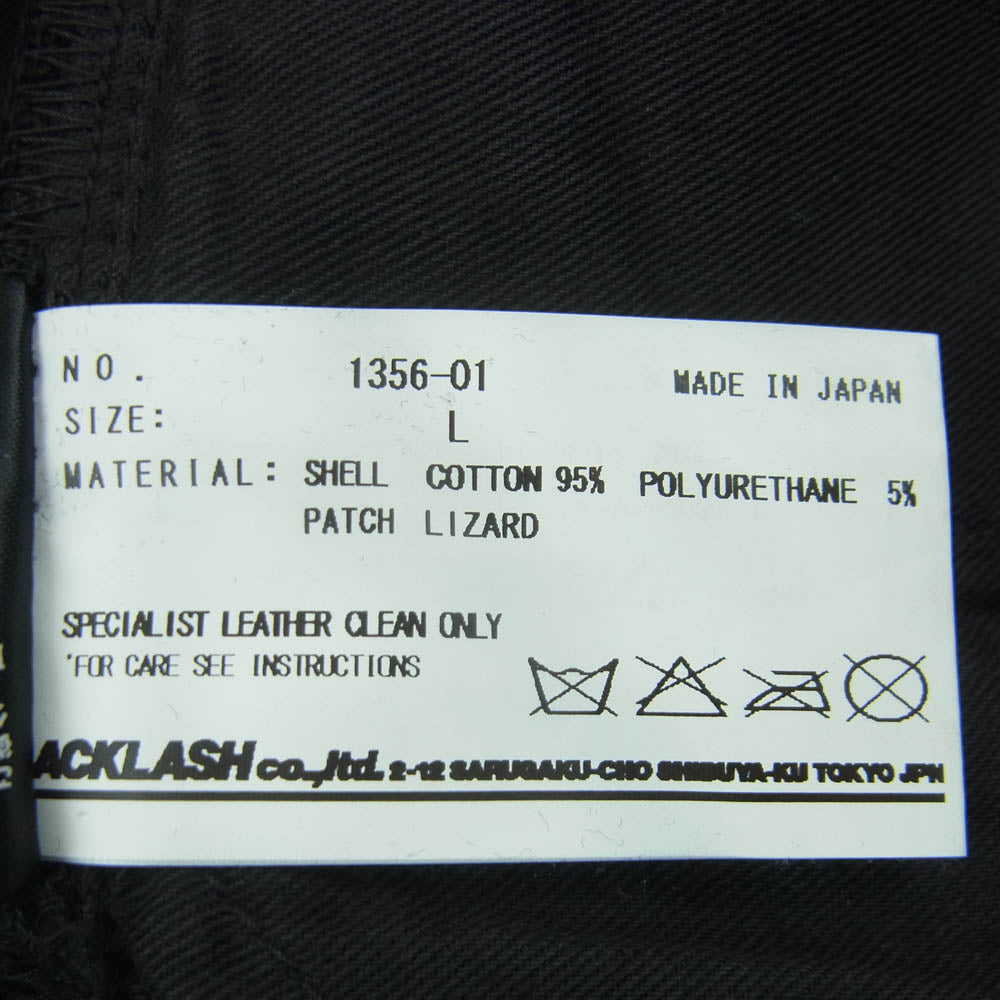 NO. 1356-01 MADE IN JAPAN
SIZE: L
MATERIAL: SHELL COTTON 95% POLYURETHANE 5%
PATCH LIZARD
SPECIALIST LEATHER CLEAN ONLY
*FOR CARE SEE INSTRUCTIONS
ACKLASH co.,ltd. 2-12 SARUGAKU-CHO SHIBUYA-KU TOKYO JPN